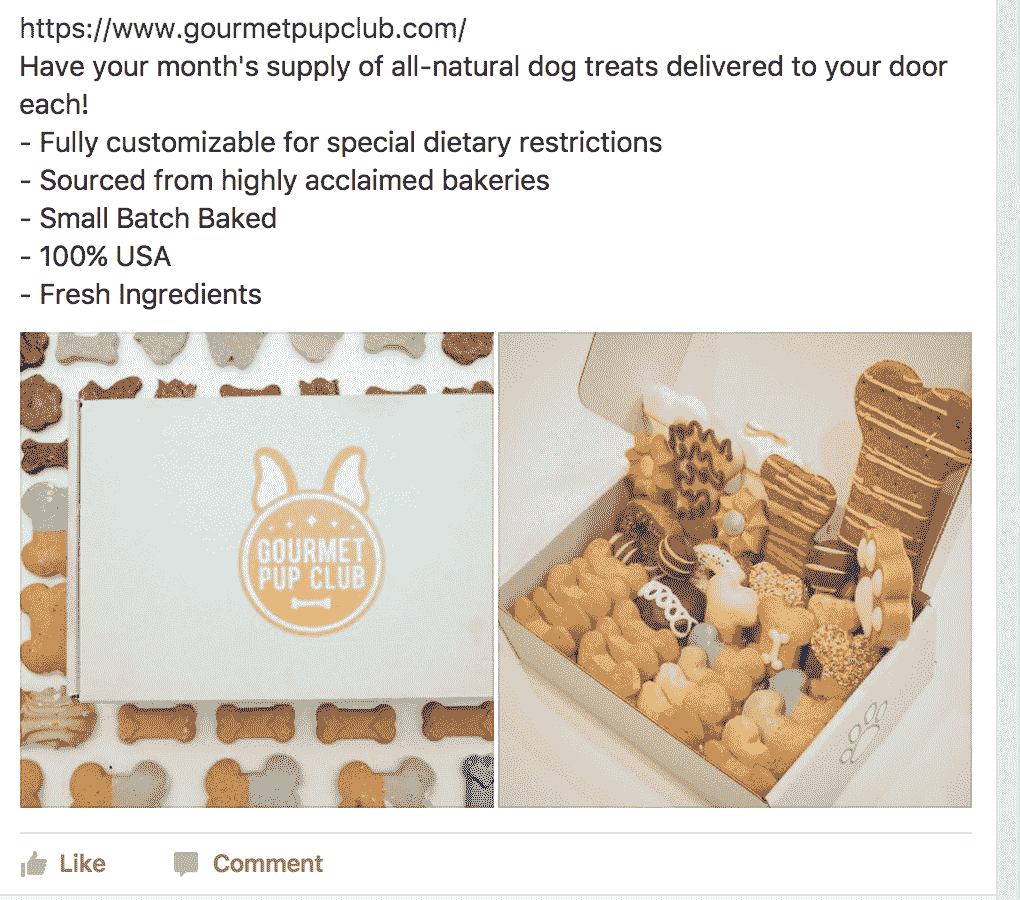 https://www.gourmetpupclub.com/
Have your month's supply of all-natural dog treats delivered to your door
each!
- Fully customizable for special dietary restrictions
- Sourced from highly acclaimed bakeries
- Small Batch Baked
- 100% USA
- Fresh Ingredients
GOURMET
PUP CLUB
Like
Comment